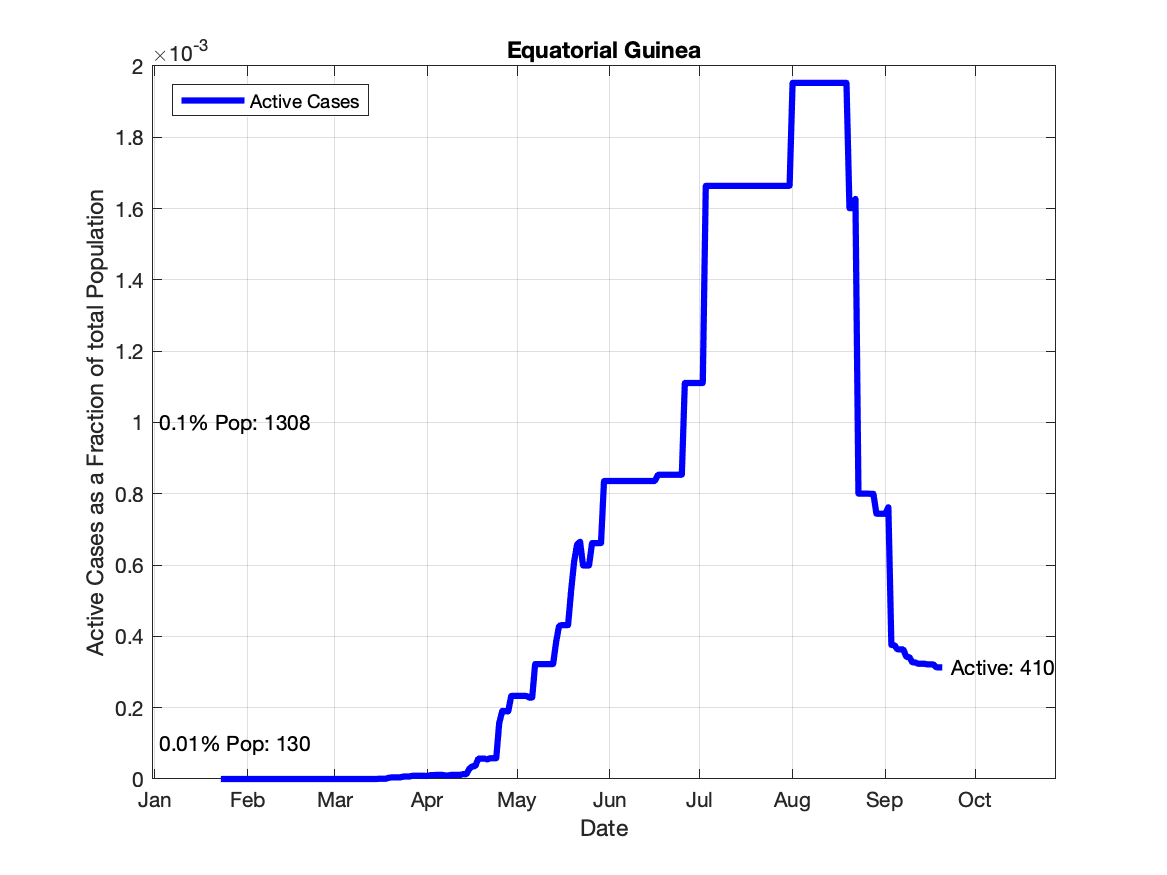 Equatorial Guinea
×10-3
Active Cases
2
1.8
1.6
1.4
1.2
1
0.8
0.6
0.4
0.2
0
Active Cases as a Fraction of total Population
0.1% Pop: 1308
0.01% Pop: 130
Active: 410
Jan Feb Mar Apr May Jun Jul Aug Sep Oct
Date